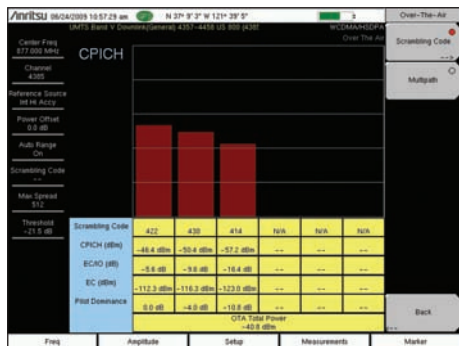 Anritsu 08/24/2009 10:57:29 am N 37° 9' 3" W 121° 39' 5"
Over-The-Air
UMTS Band V Downlink(General) 4357-4458 US 800 (4387
WCDMA/HSDPA
Over The Air
CPICH
Center Freq
877.000 MHz
Channel
4385
Reference Source
Int Hi Accy
Power Offset
0.0 dB
Auto Range
On
Scrambling Code
--
Max Spread
512
Threshold
-21.5 dB
Scrambling Code
-->
Multipath
Scrambling Code 422 430 414 N/A N/A N/A
CPICH (dBm) -46.4 dBm -50.4 dBm -57.2 dBm -- -- --
EC/IO (dB) -5.6 dB -9.6 dB -16.4 dB -- -- --
EC (dBm) -112.3 dBm -116.3 dBm -123.0 dBm -- -- --
Pilot Dominance 0.0 dB -4.0 dB -10.8 dB -- -- --
OTA Total Power
-40.8 dBm
Back
Freq Amplitude Setup Measurements Marker